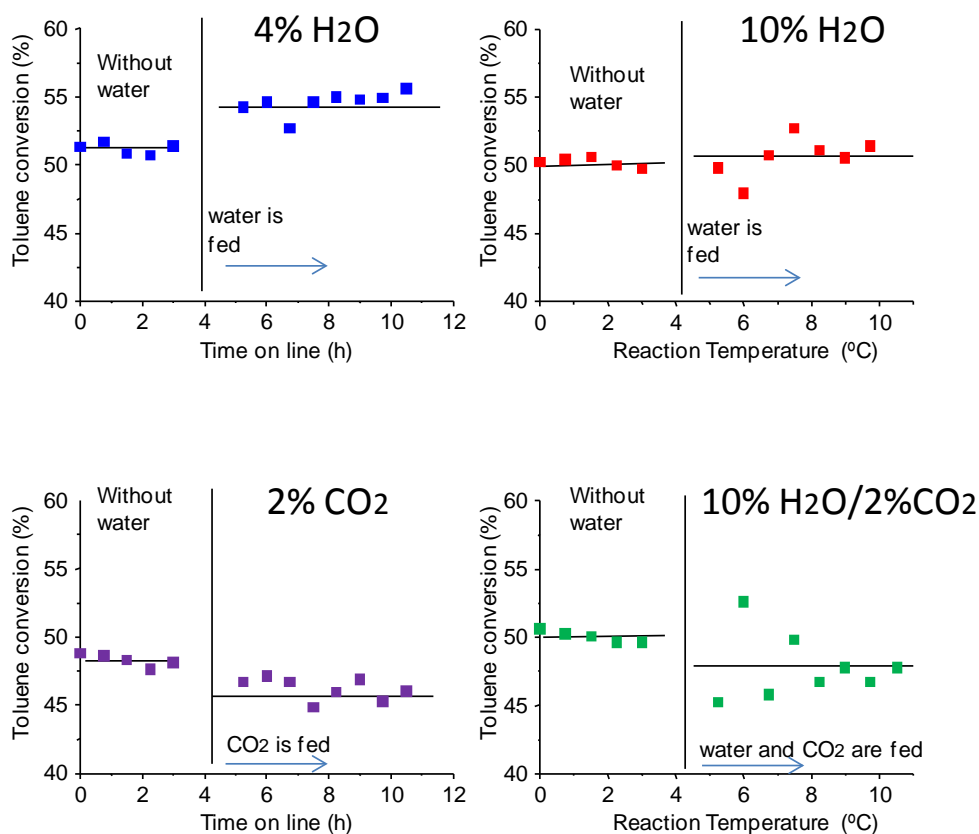 4% H2O
Without
water
water is
fed
Toluene conversion (%)
60
55
50
45
40
0 2 4 6 8 10 12
Time on line (h)
10% H2O
Without
water
water is
fed
Toluene conversion (%)
60
55
50
45
40
0 2 4 6 8 10
Reaction Temperature (ºC)
2% CO2
Without
water
CO2 is fed
Toluene conversion (%)
60
55
50
45
40
0 2 4 6 8 10 12
Time on line (h)
10% H2O/2%CO2
Without
water
water and CO2 are fed
Toluene conversion (%)
60
55
50
45
40
0 2 4 6 8 10
Reaction Temperature (ºC)